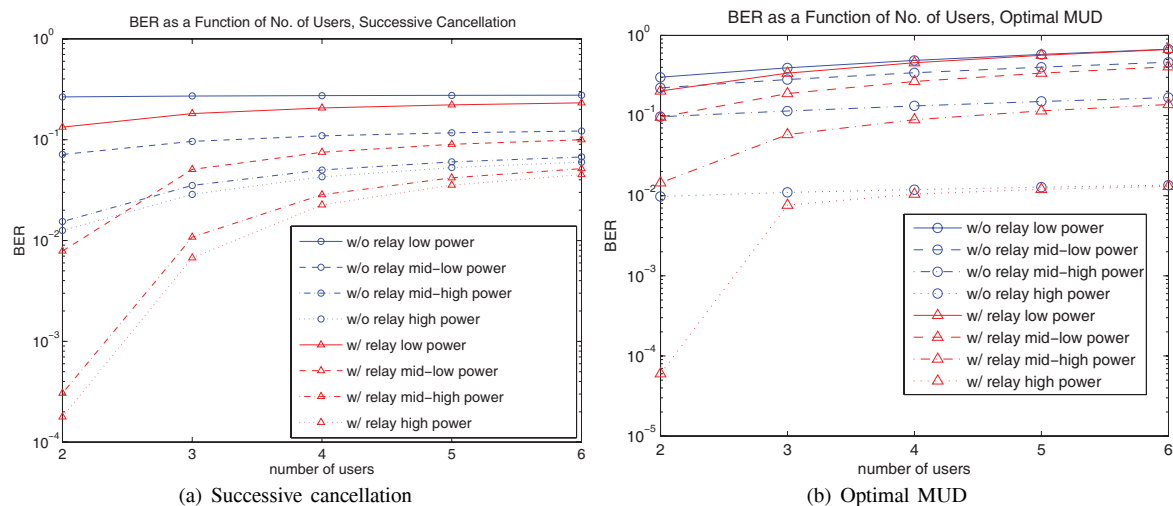 BER as a Function of No. of Users, Successive Cancellation
10^0
10^−1
10^−2
10^−3
10^−4
BER
2 3 4 5 6
number of users
w/o relay low power
w/o relay mid−low power
w/o relay mid−high power
w/o relay high power
w/ relay low power
w/ relay mid−low power
w/ relay mid−high power
w/ relay high power
(a) Successive cancellation
BER as a Function of No. of Users, Optimal MUD
10^0
10^−1
10^−2
10^−3
10^−4
10^−5
BER
2 3 4 5 6
number of users
w/o relay low power
w/o relay mid−low power
w/o relay mid−high power
w/o relay high power
w/ relay low power
w/ relay mid−low power
w/ relay mid−high power
w/ relay high power
(b) Optimal MUD